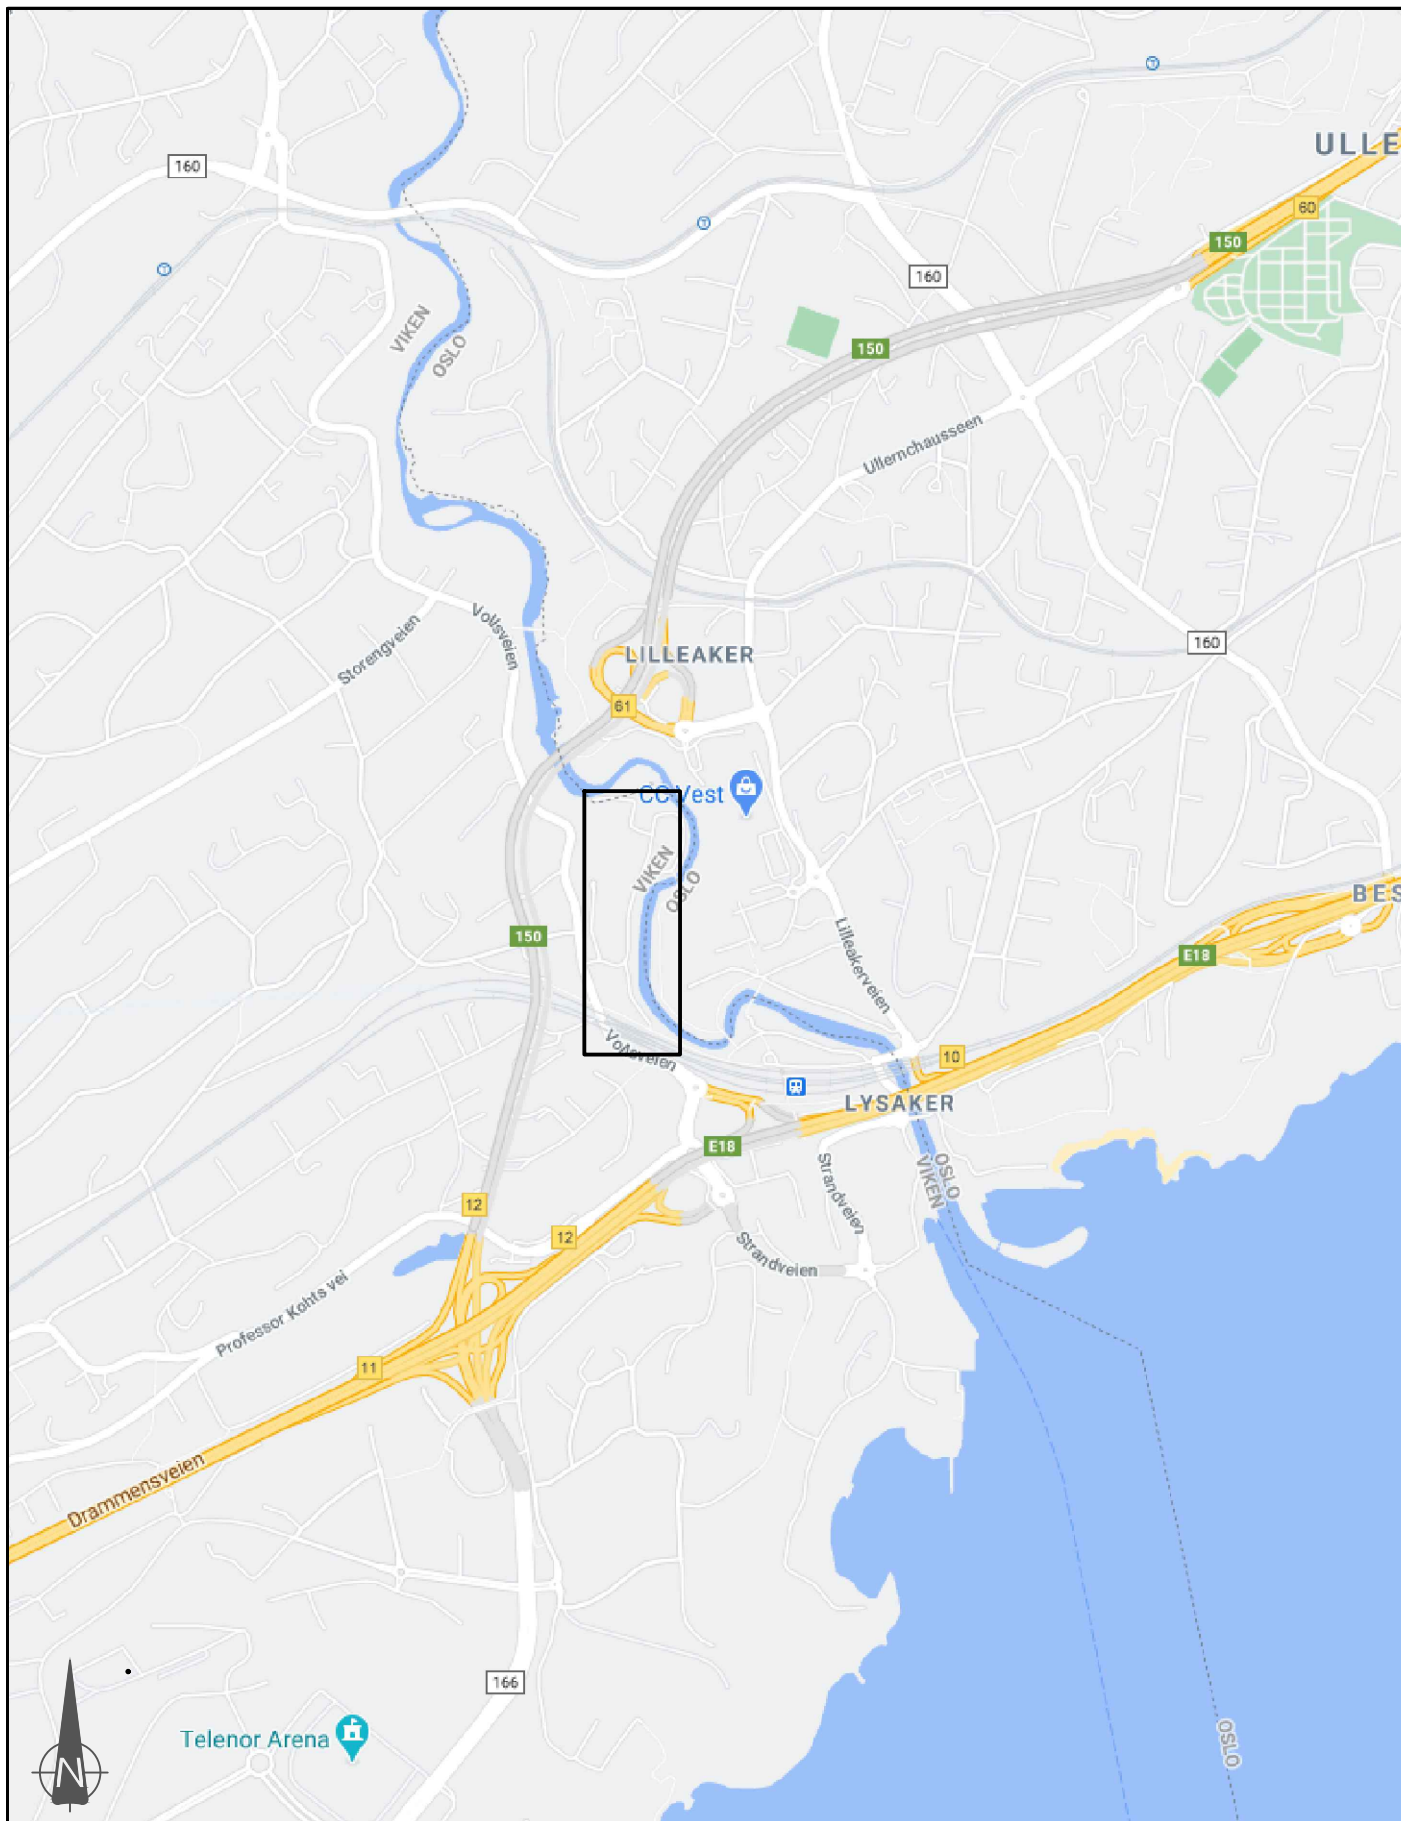 ULLE
160
60
150
160
VIKEN
OSLO
150
Ullernchausseen
Vollsveien
Storengveien
160
LILLEAKER
61
CC Vest
VIKEN
OSLO
BES
150
Lilleakerveien
E18
Vollsveien
10
LYSAKER
E18
OSLO
VIKEN
Strandveien
12
12
Strandveien
Professor Kohts vei
11
Drammensveien
166
Telenor Arena
OSLO
N